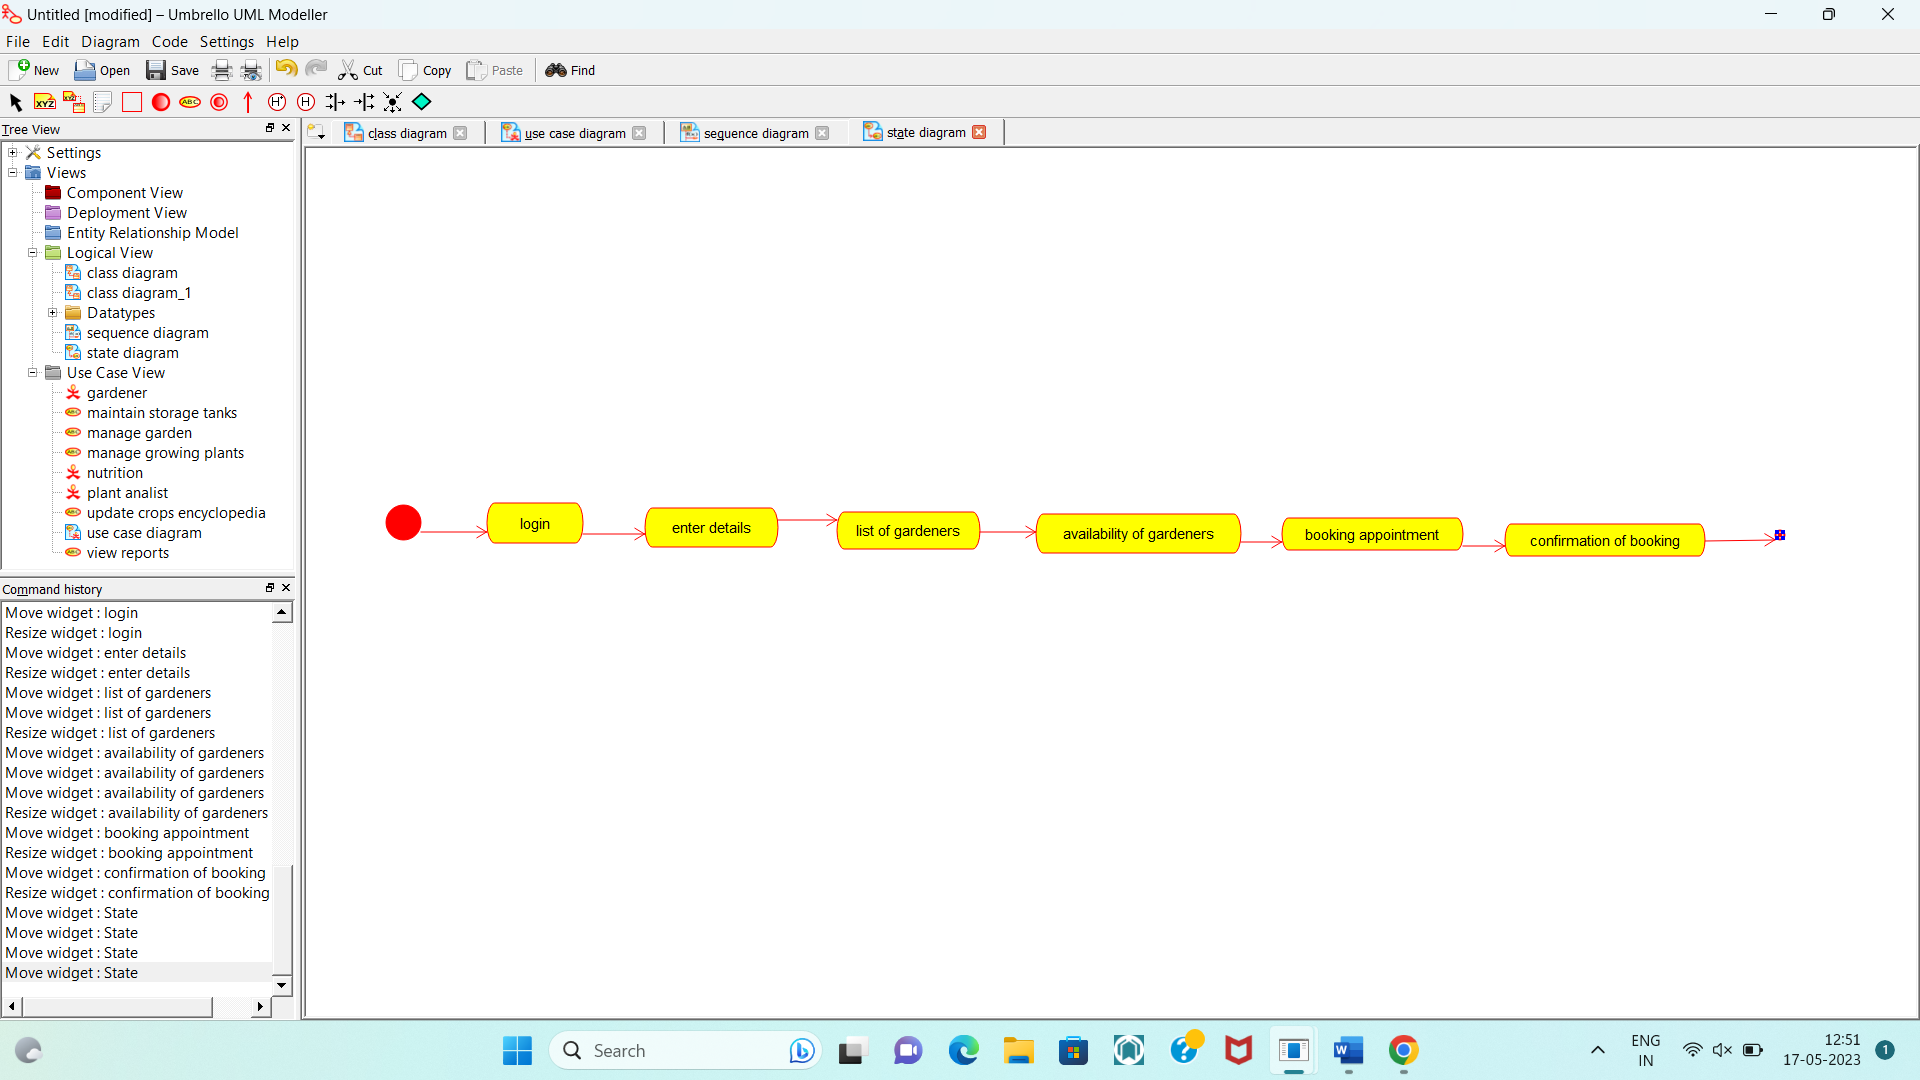 Untitled [modified] – Umbrello UML Modeller
File Edit Diagram Code Settings Help
New Open Save Cut Copy Paste Find
XYZ XYZ ABC H* H
Tree View
class diagram use case diagram sequence diagram state diagram
Settings
Views
Component View
Deployment View
Entity Relationship Model
Logical View
class diagram
class diagram_1
Datatypes
sequence diagram
state diagram
Use Case View
gardener
maintain storage tanks
manage garden
manage growing plants
nutrition
plant analist
update crops encyclopedia
use case diagram
view reports
login
enter details
list of gardeners
availability of gardeners
booking appointment
confirmation of booking
Command history
Move widget : login
Resize widget : login
Move widget : enter details
Resize widget : enter details
Move widget : list of gardeners
Move widget : list of gardeners
Resize widget : list of gardeners
Move widget : availability of gardeners
Move widget : availability of gardeners
Move widget : availability of gardeners
Resize widget : availability of gardeners
Move widget : booking appointment
Resize widget : booking appointment
Move widget : confirmation of booking
Resize widget : confirmation of booking
Move widget : State
Move widget : State
Move widget : State
Move widget : State
Search
ENG
IN
12:51
17-05-2023
1